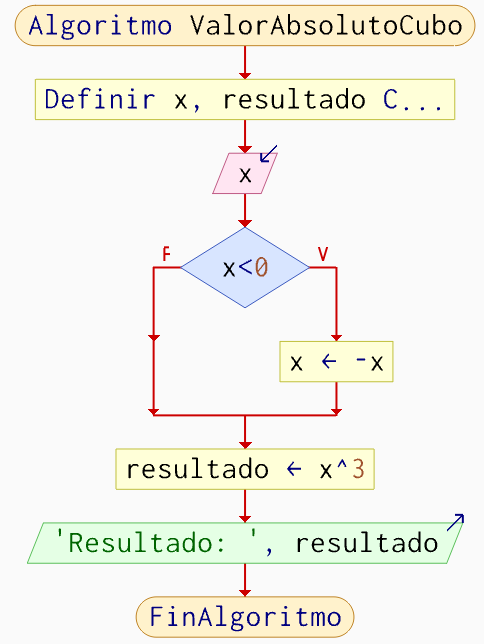 Algoritmo ValorAbsolutoCubo
Definir x, resultado C...
x
x<0
F
V
x ← -x
resultado ← x^3
'Resultado: ', resultado
FinAlgoritmo